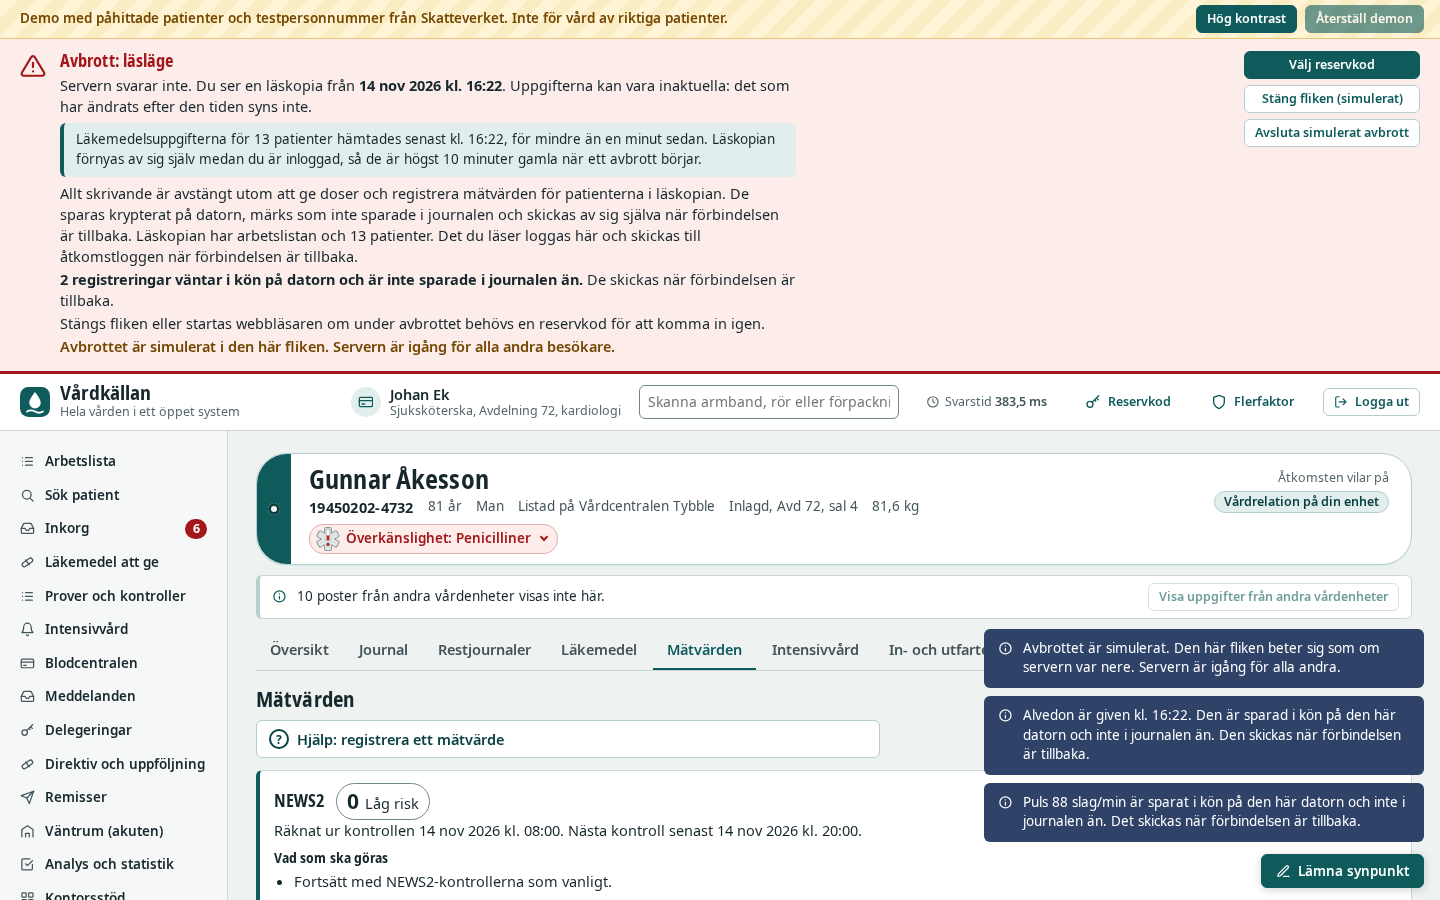 Demo med påhittade patienter och testpersonnummer från Skatteverket. Inte för vård av riktiga patienter.
Hög kontrast
Återställ demon
Avbrott: läsläge
Servern svarar inte. Du ser en läskopia från 14 nov 2026 kl. 16:22. Uppgifterna kan vara inaktuella: det som
har ändrats efter den tiden syns inte.
Läkemedelsuppgifterna för 13 patienter hämtades senast kl. 16:22, för mindre än en minut sedan. Läskopian
förnyas av sig själv medan du är inloggad, så de är högst 10 minuter gamla när ett avbrott börjar.
Allt skrivande är avstängt utom att ge doser och registrera mätvärden för patienterna i läskopian. De
sparas krypterat på datorn, märks som inte sparade i journalen och skickas av sig själva när förbindelsen
är tillbaka. Läskopian har arbetslistan och 13 patienter. Det du läser loggas här och skickas till
åtkomstloggen när förbindelsen är tillbaka.
2 registreringar väntar i kön på datorn och är inte sparade i journalen än. De skickas när förbindelsen är
tillbaka.
Stängs fliken eller startas webbläsaren om under avbrottet behövs en reservkod för att komma in igen.
Avbrottet är simulerat i den här fliken. Servern är igång för alla andra besökare.
Välj reservkod
Stäng fliken (simulerat)
Avsluta simulerat avbrott
Vårdkällan
Hela vården i ett öppet system
Johan Ek
Sjuksköterska, Avdelning 72, kardiologi
Skanna armband, rör eller förpackni
Svarstid 383,5 ms
Reservkod
Flerfaktor
Logga ut
Arbetslista
Sök patient
Inkorg 6
Läkemedel att ge
Prover och kontroller
Intensivvård
Blodcentralen
Meddelanden
Delegeringar
Direktiv och uppföljning
Remisser
Väntrum (akuten)
Analys och statistik
Kontorsstöd
Gunnar Åkesson
19450202-4732 81 år Man Listad på Vårdcentralen Tybble Inlagd, Avd 72, sal 4 81,6 kg
Överkänslighet: Penicilliner
Åtkomsten vilar på
Vårdrelation på din enhet
10 poster från andra vårdenheter visas inte här.
Visa uppgifter från andra vårdenheter
Översikt Journal Restjournaler Läkemedel Mätvärden Intensivvård In- och utfarte
Mätvärden
? Hjälp: registrera ett mätvärde
NEWS2 0 Låg risk
Räknat ur kontrollen 14 nov 2026 kl. 08:00. Nästa kontroll senast 14 nov 2026 kl. 20:00.
Vad som ska göras
• Fortsätt med NEWS2-kontrollerna som vanligt.
Avbrottet är simulerat. Den här fliken beter sig som om
servern var nere. Servern är igång för alla andra.
Alvedon är given kl. 16:22. Den är sparad i kön på den här
datorn och inte i journalen än. Den skickas när förbindelsen
är tillbaka.
Puls 88 slag/min är sparat i kön på den här datorn och inte i
journalen än. Det skickas när förbindelsen är tillbaka.
Lämna synpunkt